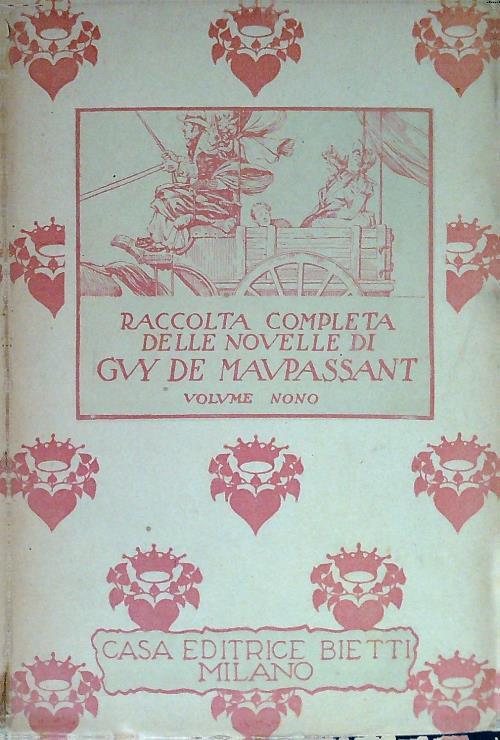 RACCOLTA COMPLETA
DELLE NOVELLE DI
GVY DE MAVPASSANT
VOLVME NONO
CASA EDITRICE BIETTI
MILANO